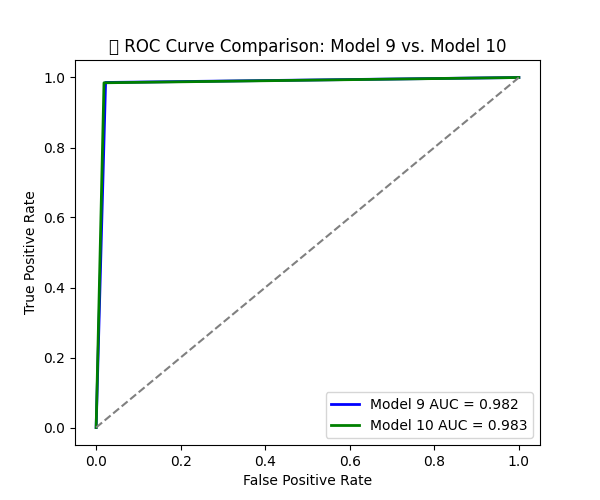 ROC Curve Comparison: Model 9 vs. Model 10
True Positive Rate
1.0
0.8
0.6
0.4
0.2
0.0
0.0 0.2 0.4 0.6 0.8 1.0
False Positive Rate
Model 9 AUC = 0.982
Model 10 AUC = 0.983